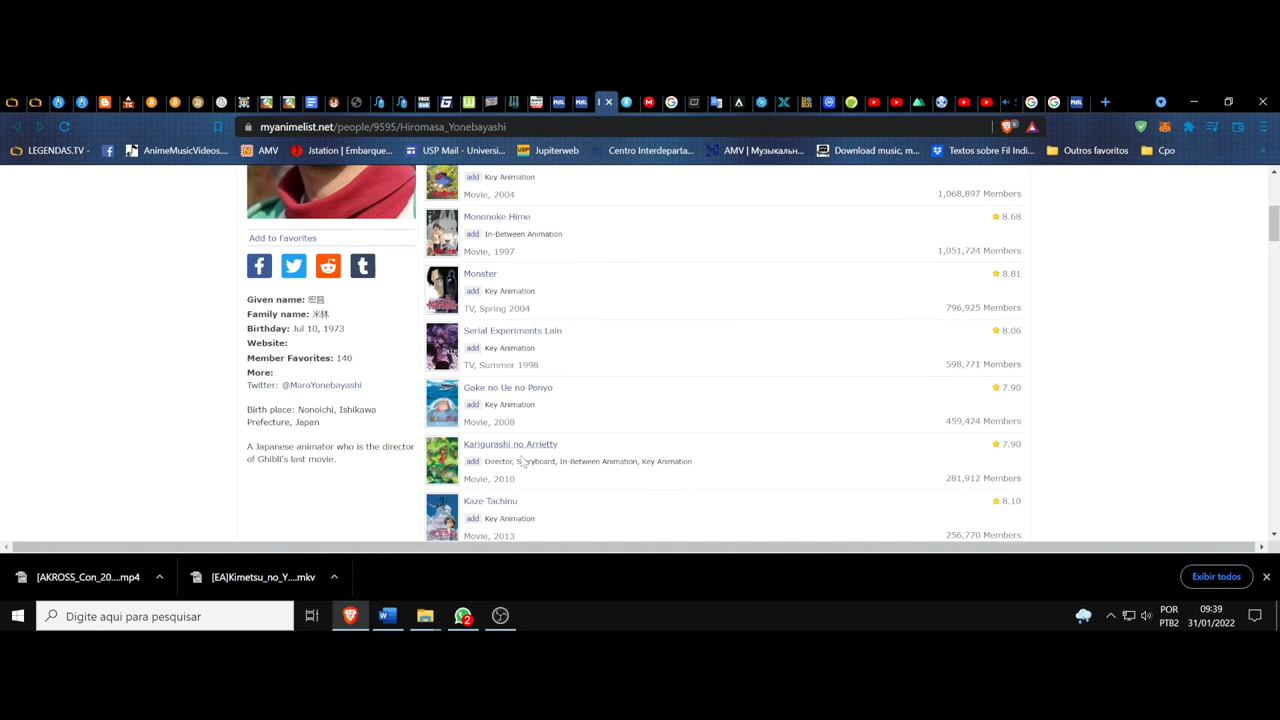 myanimelist.net/people/9595/Hiromasa_Yonebayashi
6
LEGENDAS.TV
AnimeMusicVideos...
AMV
Jstation | Embarque...
USP Mail - Universi...
Jupiterweb
Centro Interdeparta...
AMV | Музыкальн...
Download music, m...
Textos sobre Fil Indi...
Outros favoritos
Cpo
add Key Animation
Movie, 2004
1,068,897 Members
Mononoke Hime
8.68
add In-Between Animation
Movie, 1997
1,051,724 Members
Add to Favorites
Monster
8.81
add Key Animation
TV, Spring 2004
796,925 Members
Given name: 宏昌
Family name: 米林
Birthday: Jul 10, 1973
Website:
Member Favorites: 140
More:
Twitter: @MaroYonebayashi
Birth place: Nonoichi, Ishikawa
Prefecture, Japan
A Japanese animator who is the director
of Ghibli's last movie.
Serial Experiments Lain
8.06
add Key Animation
TV, Summer 1998
598,771 Members
Gake no Ue no Ponyo
7.90
add Key Animation
Movie, 2008
459,424 Members
Karigurashi no Arrietty
7.90
add Director, Storyboard, In-Between Animation, Key Animation
Movie, 2010
281,912 Members
Kaze Tachinu
8.10
add Key Animation
Movie, 2013
256,770 Members
[AKROSS_Con_20....mp4
[EA]Kimetsu_no_Y....mkv
Exibir todos
Digite aqui para pesquisar
2
POR
PTB2
09:39
31/01/2022